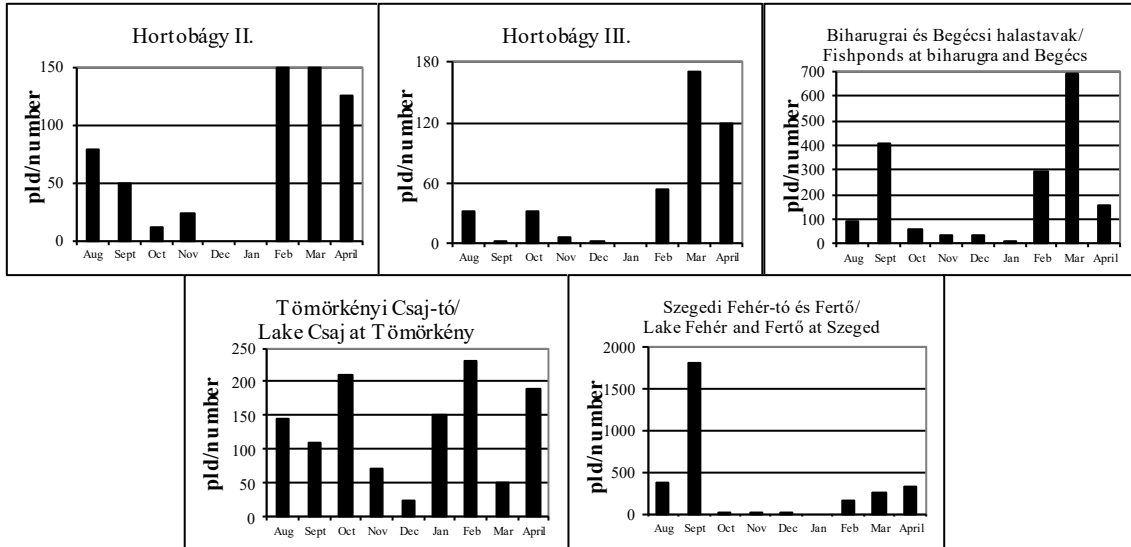 Hortobágy II.
pld/number
150
100
50
0
Aug Sept Oct Nov Dec Jan Feb Mar April
Hortobágy III.
pld/number
180
120
60
0
Aug Sept Oct Nov Dec Jan Feb Mar April
Biharugrai és Begécsi halastavak/
Fishponds at biharugra and Begécs
pld/number
700
600
500
400
300
200
100
0
Aug Sept Oct Nov Dec Jan Feb Mar April
Tömörkényi Csaj-tó/
Lake Csaj at Tömörkény
pld/number
250
200
150
100
50
0
Aug Sept Oct Nov Dec Jan Feb Mar April
Szegedi Fehér-tó és Fertő/
Lake Fehér and Fertő at Szeged
pld/number
2000
1500
1000
500
0
Aug Sept Oct Nov Dec Jan Feb Mar April